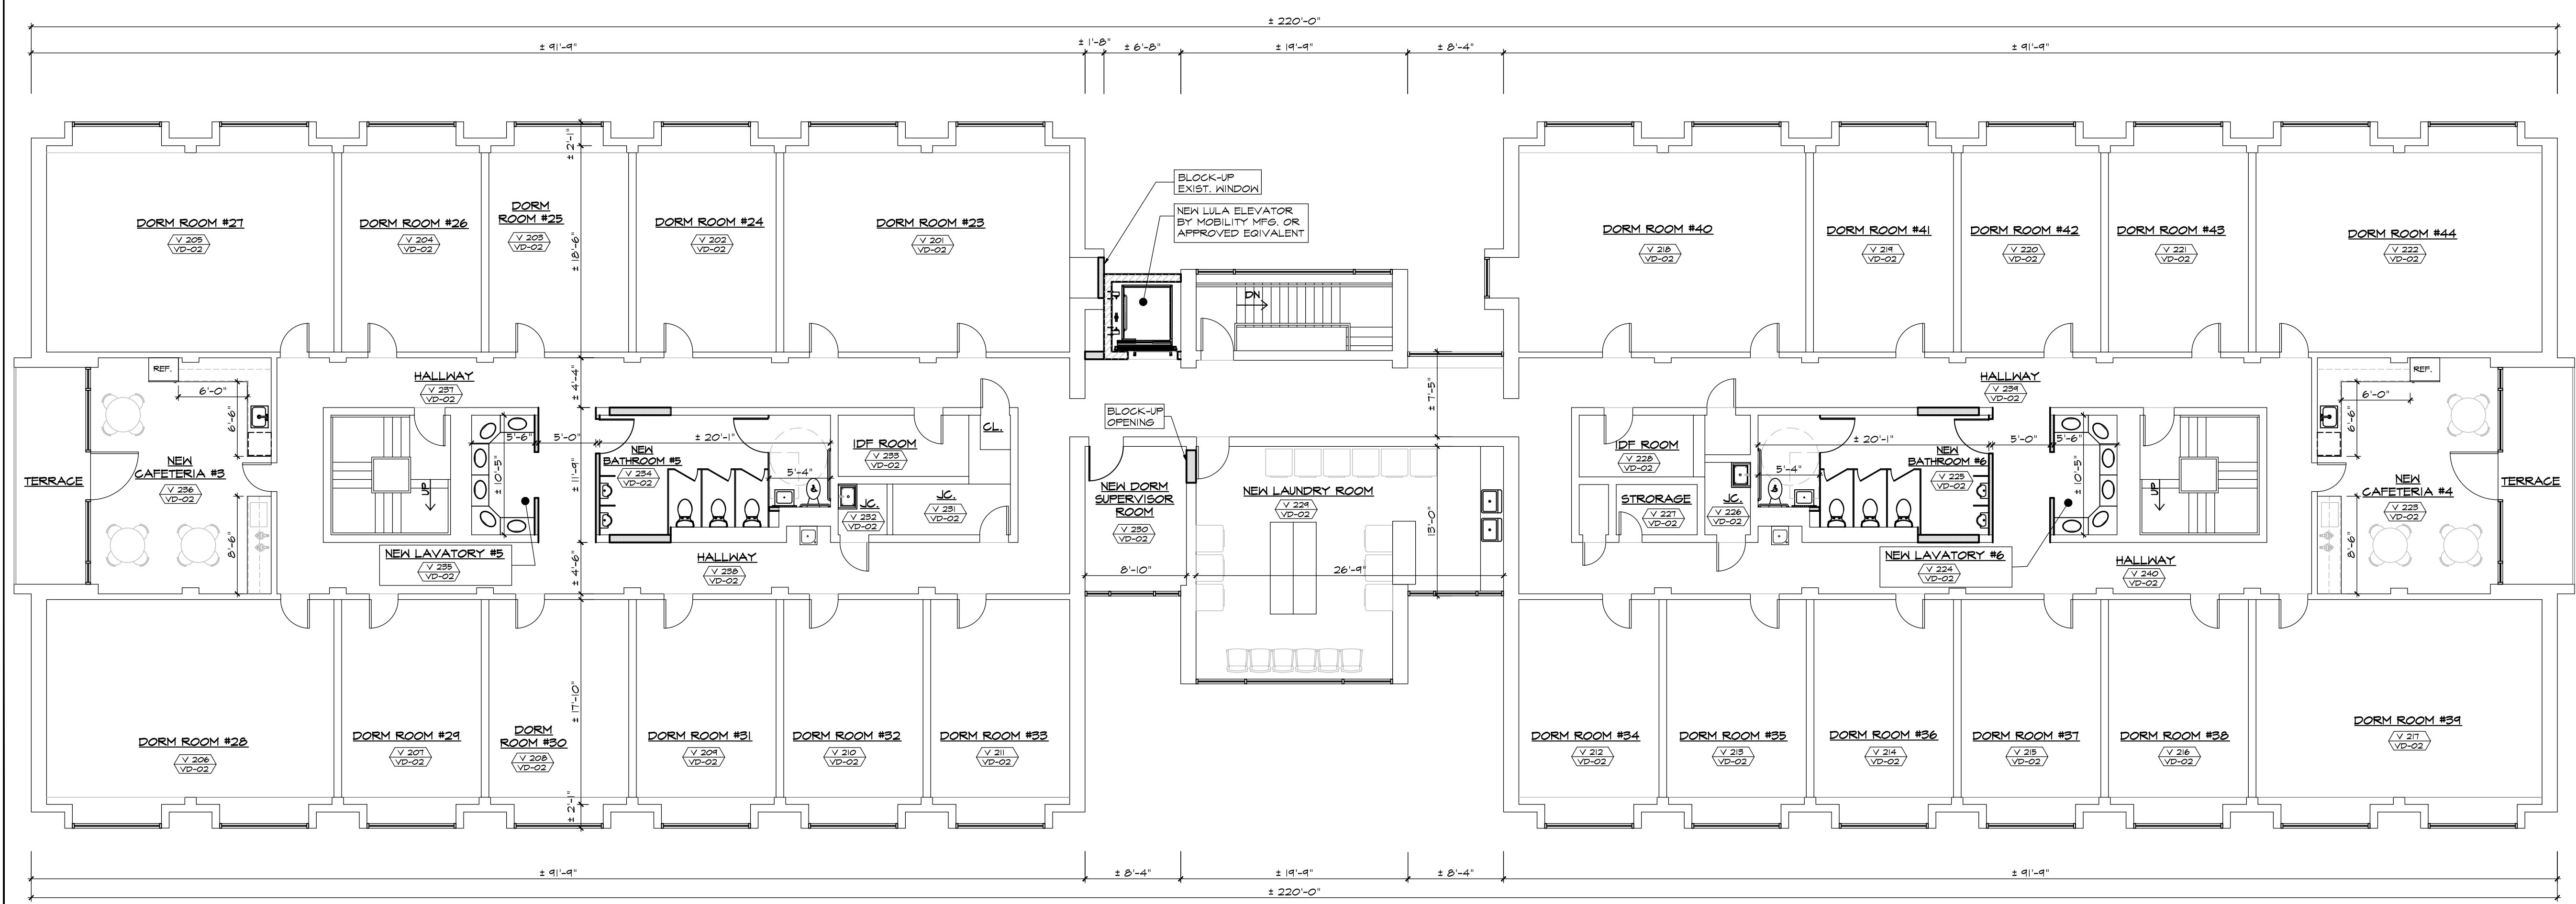 ± 220'-0"
± 91'-9"
± 1'-8"
± 6'-8"
± 19'-9"
± 8'-4"
± 91'-9"
± 2'-1"
BLOCK-UP
EXIST. WINDOW
NEW LULA ELEVATOR
BY MOBILITY MFG. OR
APPROVED EQIVALENT
DORM ROOM #27
V 205
VD-02
DORM ROOM #26
V 204
VD-02
DORM
ROOM #25
V 203
VD-02
± 18'-6"
DORM ROOM #24
V 202
VD-02
DORM ROOM #23
V 201
VD-02
DORM ROOM #40
V 218
VD-02
DORM ROOM #41
V 219
VD-02
DORM ROOM #42
V 220
VD-02
DORM ROOM #43
V 221
VD-02
DORM ROOM #44
V 222
VD-02
DN
REF.
6'-0"
6'-6"
HALLWAY
V 237
VD-02
± 4'-4"
± 7'-5"
HALLWAY
V 239
VD-02
REF.
6'-0"
6'-6"
TERRACE
NEW
CAFETERIA #3
V 236
VD-02
8'-6"
UP
± 10'-5"
5'-6"
5'-0"
± 11'-9"
± 20'-1"
NEW
BATHROOM #5
V 234
VD-02
5'-4"
IDF ROOM
V 233
VD-02
CL.
JC.
V 232
VD-02
JC.
V 231
VD-02
BLOCK-UP
OPENING
NEW DORM
SUPERVISOR
ROOM
V 230
VD-02
8'-10"
NEW LAUNDRY ROOM
V 229
VD-02
26'-9"
13'-0"
IDF ROOM
V 228
VD-02
STRORAGE
V 227
VD-02
JC.
V 226
VD-02
± 20'-1"
5'-4"
NEW
BATHROOM #6
V 225
VD-02
5'-0"
5'-6"
± 10'-5"
UP
NEW
CAFETERIA #4
V 223
VD-02
8'-6"
TERRACE
NEW LAVATORY #5
V 235
VD-02
± 4'-6"
HALLWAY
V 238
VD-02
NEW LAVATORY #6
V 224
VD-02
HALLWAY
V 240
VD-02
DORM ROOM #28
V 206
VD-02
DORM ROOM #29
V 207
VD-02
DORM
ROOM #30
V 208
VD-02
± 17'-10"
DORM ROOM #31
V 209
VD-02
DORM ROOM #32
V 210
VD-02
DORM ROOM #33
V 211
VD-02
DORM ROOM #34
V 212
VD-02
DORM ROOM #35
V 213
VD-02
DORM ROOM #36
V 214
VD-02
DORM ROOM #37
V 215
VD-02
DORM ROOM #38
V 216
VD-02
DORM ROOM #39
V 217
VD-02
± 2'-1"
± 91'-9"
± 8'-4"
± 19'-9"
± 8'-4"
± 91'-9"
± 220'-0"